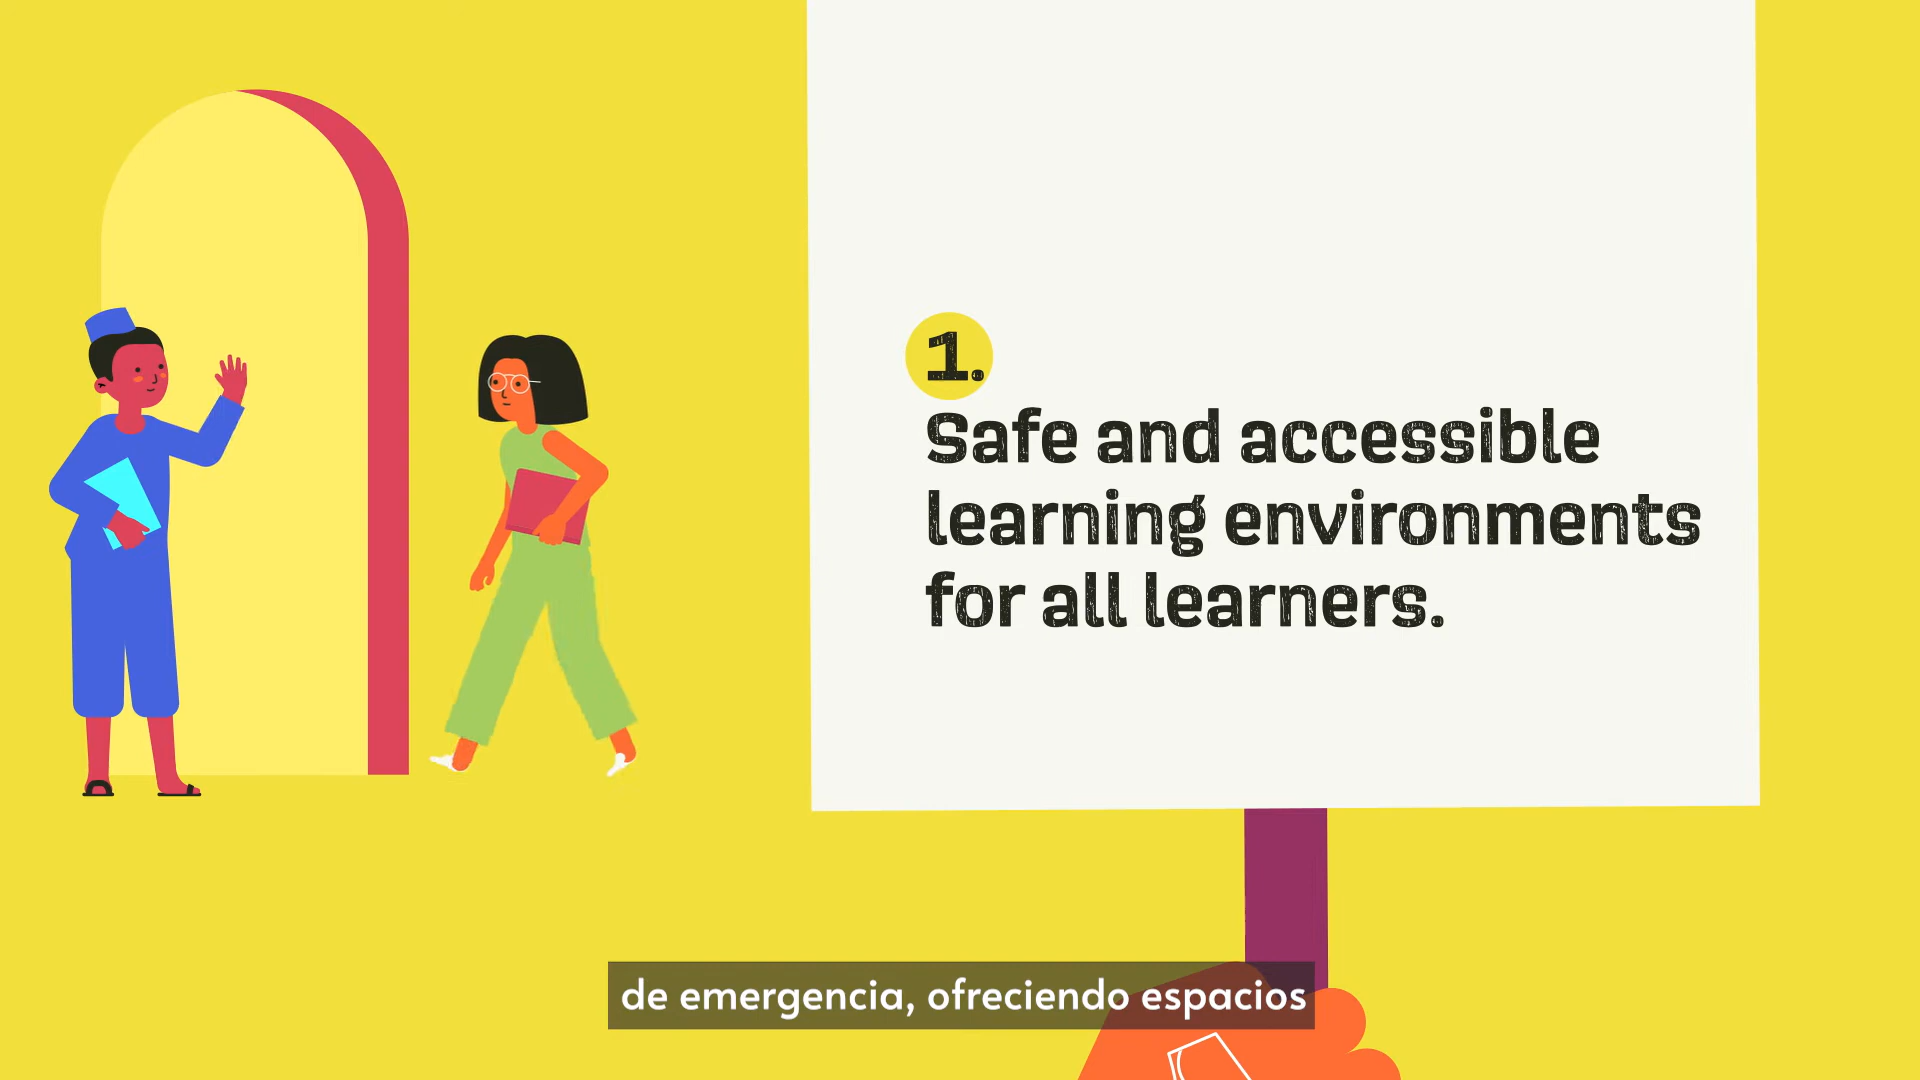 1.
Safe and accessible
learning environments
for all learners.
de emergencia, ofreciendo espacios